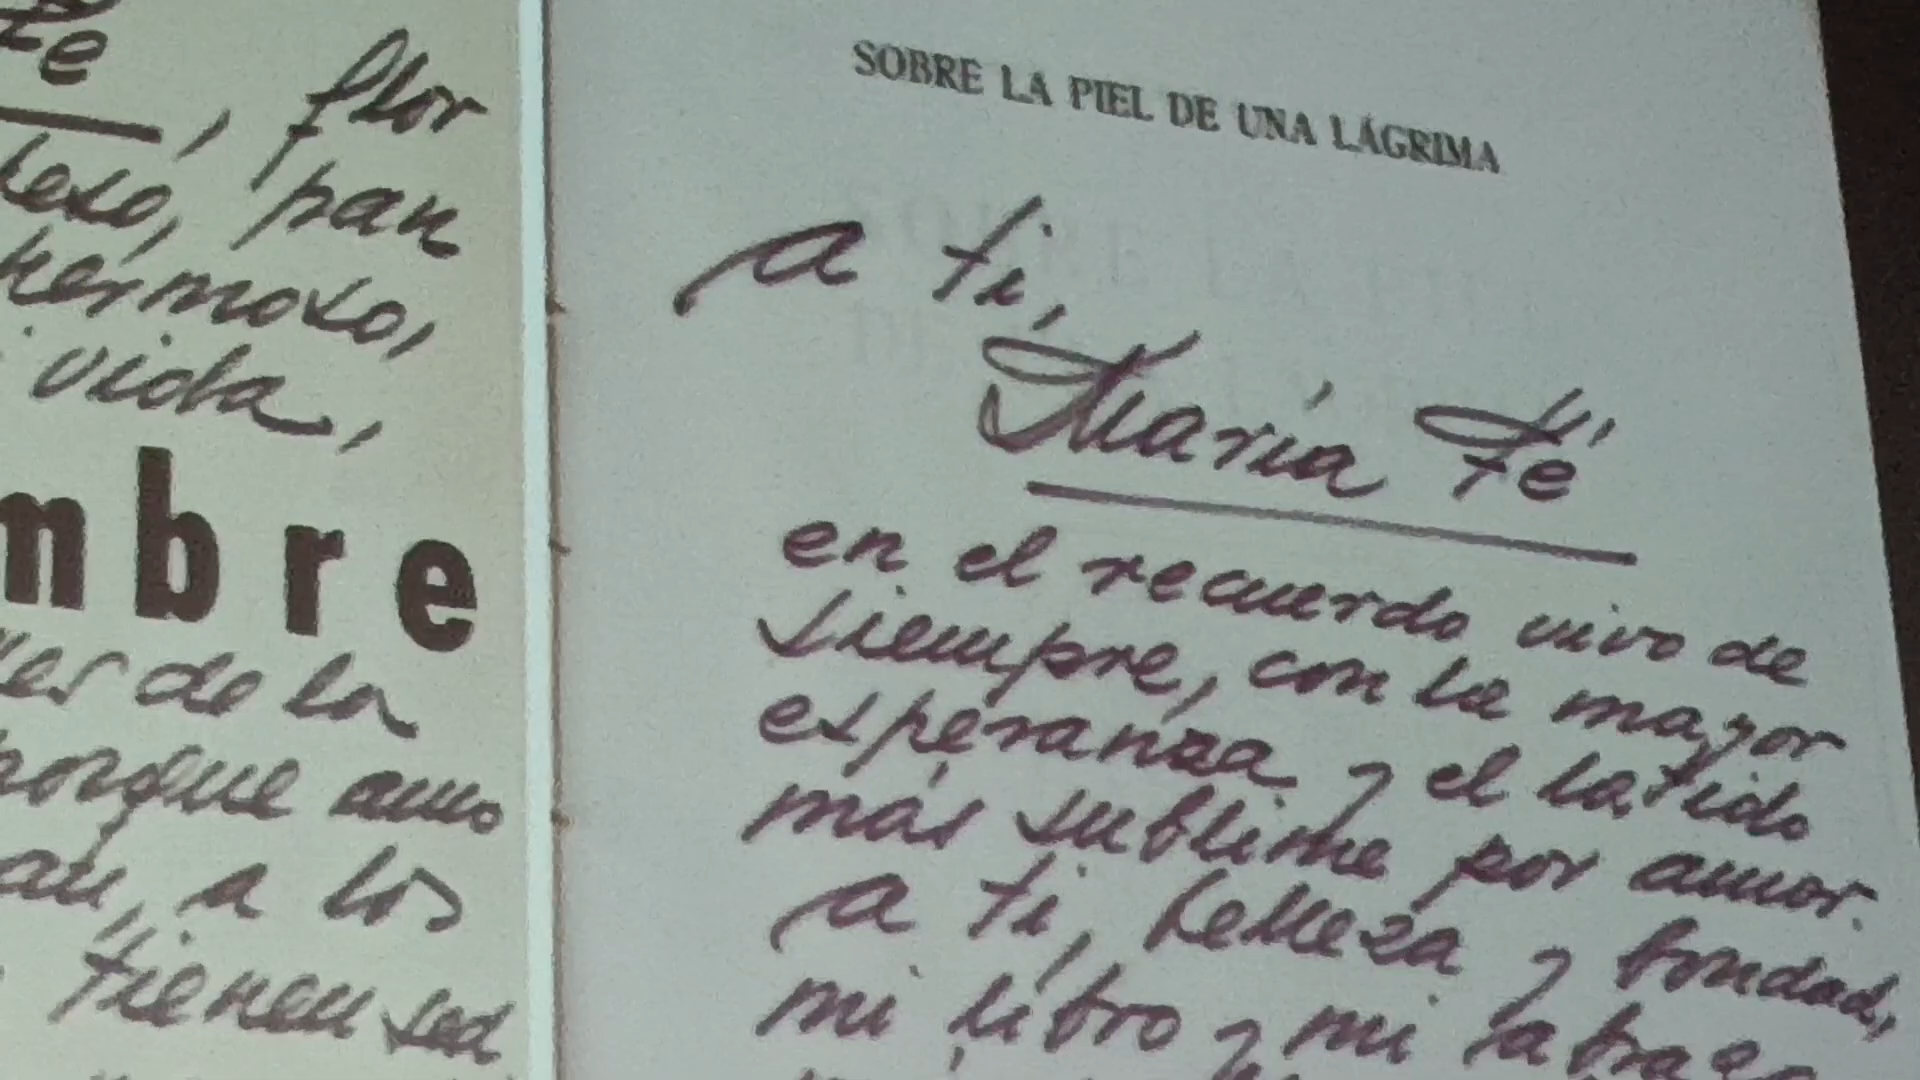 Fe, flor
y pan
hermoso,
vida,
mbre
de la
porque amo
a los
tienen sed
SOBRE LA PIEL DE UNA LÁGRIMA
a ti,
María Fé
en el recuerdo vivo de
siempre, con la mayor
esperanza y el latido
más sublime por amor.
a ti, belleza y bondad,
mi libro y mi